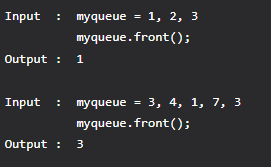 Input  :  myqueue = 1, 2, 3
          myqueue.front();
Output :  1
Input  :  myqueue = 3, 4, 1, 7, 3
          myqueue.front();
Output :  3